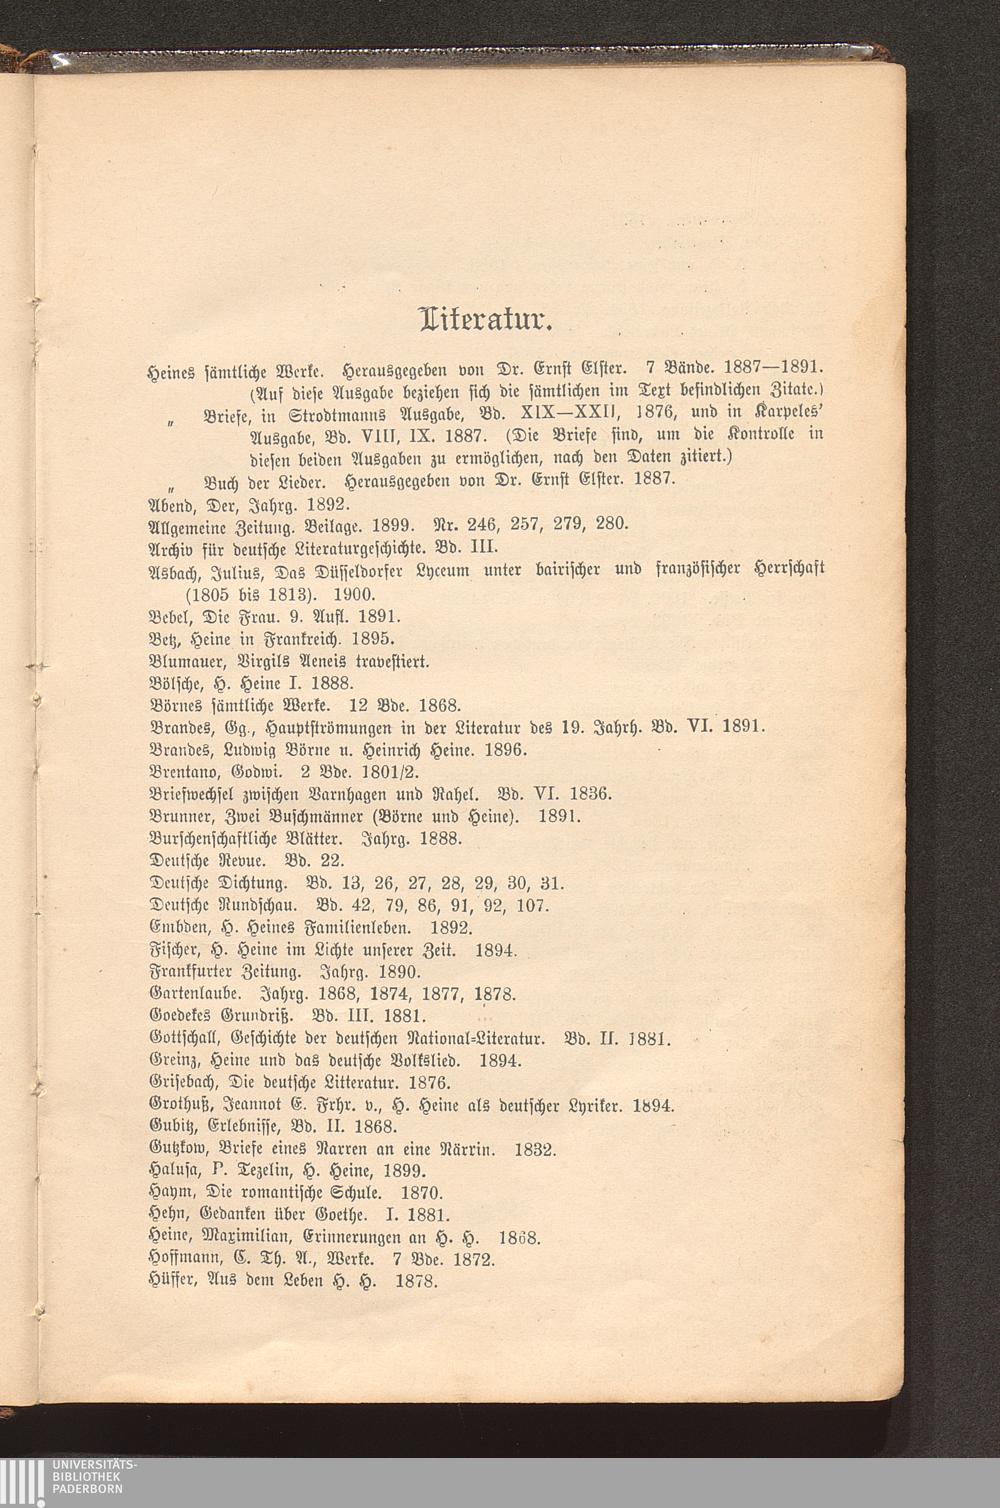 Literatur.
Heines sämtliche Werke. Herausgegeben von Dr. Ernst Elster. 7 Bände. 1887—1891.
(Auf diese Ausgabe beziehen sich die sämtlichen im Text befindlichen Zitate.)
„ Briefe, in Strodtmanns Ausgabe, Bd. XIX—XXII, 1876, und in Karpeles'
Ausgabe, Bd. VIII, IX. 1887. (Die Briefe sind, um die Kontrolle in
diesen beiden Ausgaben zu ermöglichen, nach den Daten zitiert.)
„ Buch der Lieder. Herausgegeben von Dr. Ernst Elster. 1887.
Abend, Der, Jahrg. 1892.
Allgemeine Zeitung. Beilage. 1899. Nr. 246, 257, 279, 280.
Archiv für deutsche Literaturgeschichte. Bd. III.
Asbach, Julius, Das Düsseldorfer Lyceum unter bairischer und französischer Herrschaft
(1805 bis 1813). 1900.
Bebel, Die Frau. 9. Aufl. 1891.
Betz, Heine in Frankreich. 1895.
Blumauer, Virgils Aeneis travestiert.
Bölsche, H. Heine I. 1888.
Börnes sämtliche Werke. 12 Bde. 1868.
Brandes, Gg., Hauptströmungen in der Literatur des 19. Jahrh. Bd. VI. 1891.
Brandes, Ludwig Börne u. Heinrich Heine. 1896.
Brentano, Godwi. 2 Bde. 1801/2.
Briefwechsel zwischen Varnhagen und Rahel. Bd. VI. 1836.
Brunner, Zwei Buschmänner (Börne und Heine). 1891.
Burschenschaftliche Blätter. Jahrg. 1888.
Deutsche Revue. Bd. 22.
Deutsche Dichtung. Bd. 13, 26, 27, 28, 29, 30, 31.
Deutsche Rundschau. Bd. 42, 79, 86, 91, 92, 107.
Embden, H. Heines Familienleben. 1892.
Fischer, H. Heine im Lichte unserer Zeit. 1894.
Frankfurter Zeitung. Jahrg. 1890.
Gartenlaube. Jahrg. 1868, 1874, 1877, 1878.
Goedekes Grundriß. Bd. III. 1881.
Gottschall, Geschichte der deutschen National-Literatur. Bd. II. 1881.
Greinz, Heine und das deutsche Volkslied. 1894.
Grisebach, Die deutsche Litteratur. 1876.
Grothuß, Jeannot E. Frhr. v., H. Heine als deutscher Lyriker. 1894.
Gubitz, Erlebnisse, Bd. II. 1868.
Gutzkow, Briefe eines Narren an eine Närrin. 1832.
Halusa, P. Tezelin, H. Heine, 1899.
Haym, Die romantische Schule. 1870.
Hehn, Gedanken über Goethe. I. 1881.
Heine, Maximilian, Erinnerungen an H. H. 1868.
Hoffmann, C. Th. A., Werke. 7 Bde. 1872.
Hüffer, Aus dem Leben H. H. 1878.
UNIVERSITÄTS-
BIBLIOTHEK
PADERBORN